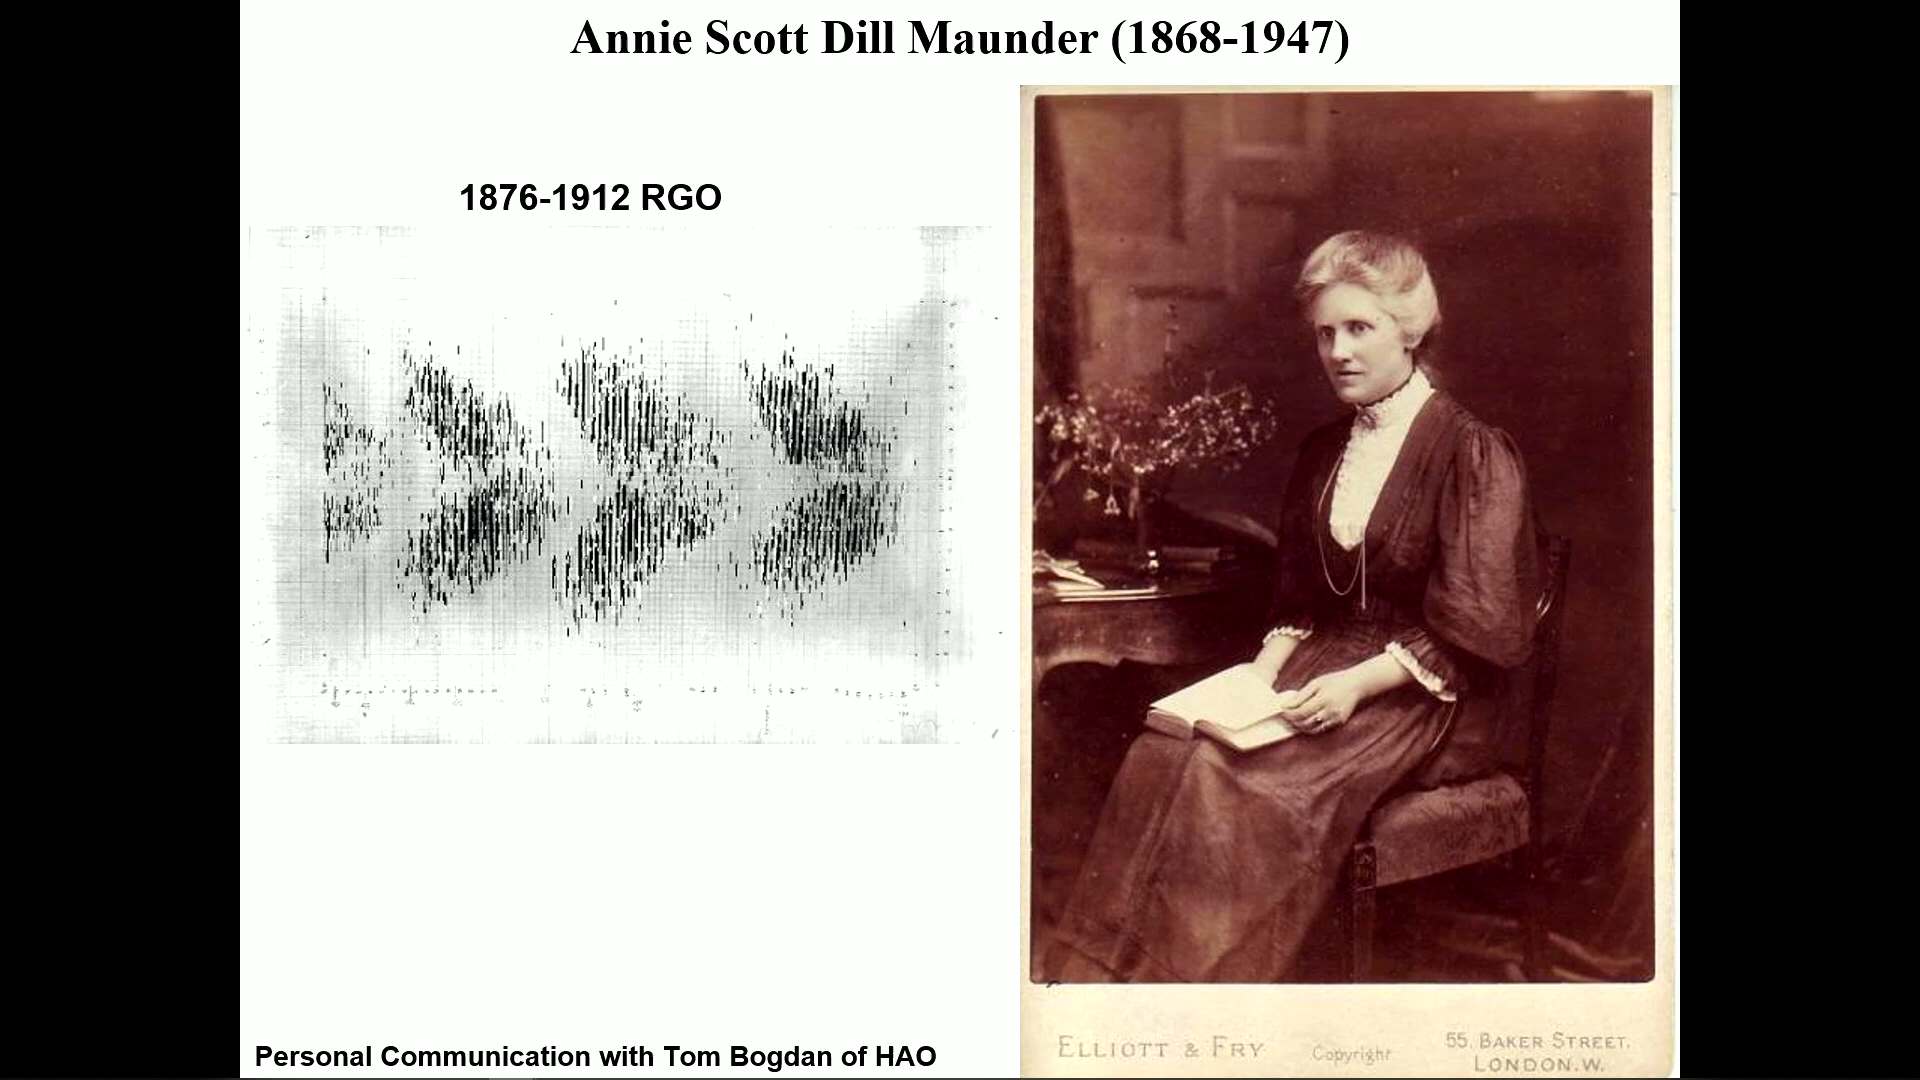 Annie Scott Dill Maunder (1868-1947)
1876-1912 RGO
Personal Communication with Tom Bogdan of HAO
ELLIOTT & FRY
Copyright
55, BAKER STREET.
LONDON.W.